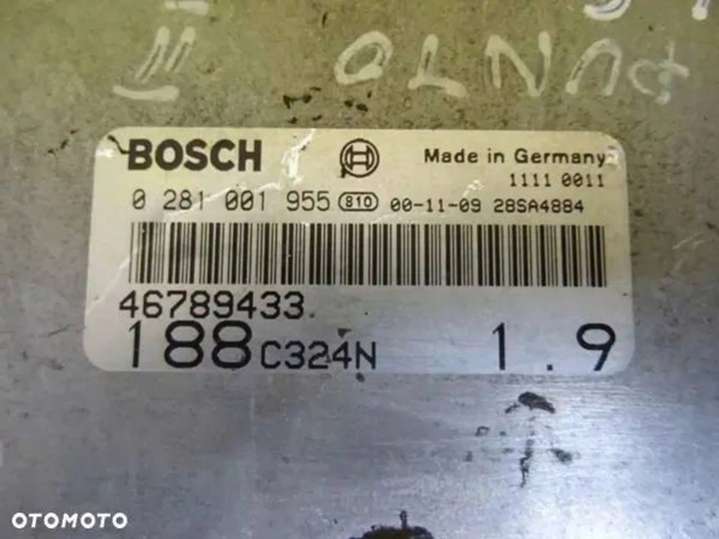 PUNTO
BOSCH Made in Germany
1111 0011
0 281 001 955 810 00-11-09 28SA4884
46789433
188C324N 1.9
OTOMOTO